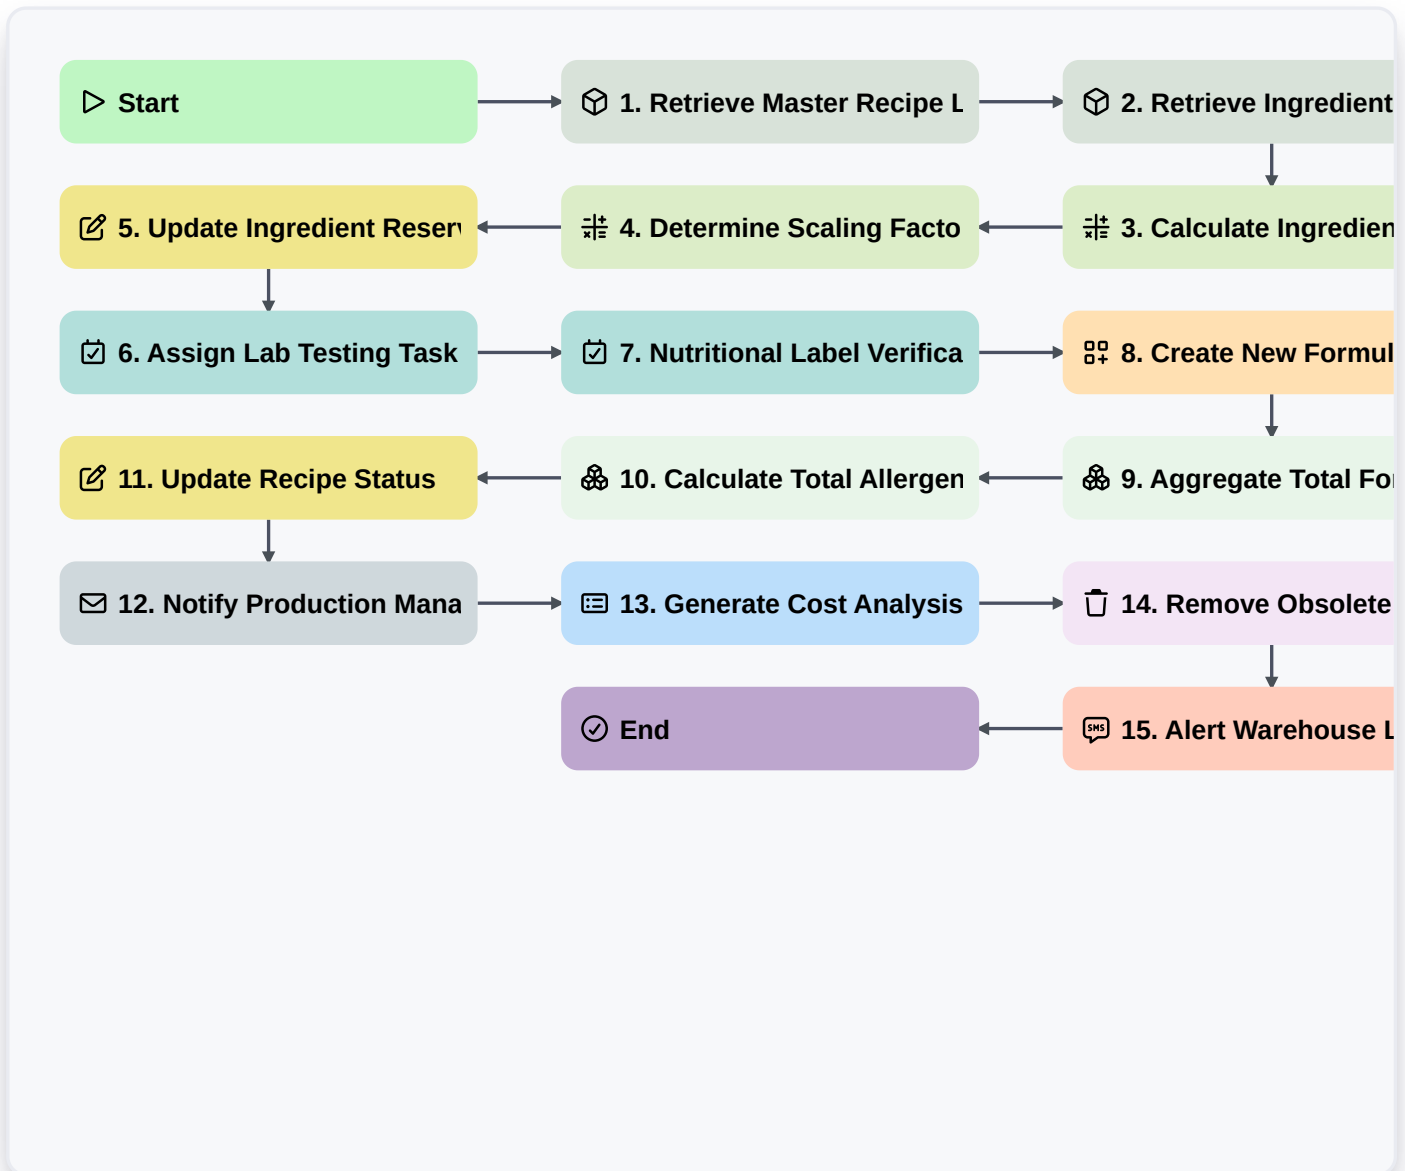 Start
1. Retrieve Master Recipe L
2. Retrieve Ingredient
5. Update Ingredient Reserv
4. Determine Scaling Facto
3. Calculate Ingredien
6. Assign Lab Testing Task
7. Nutritional Label Verifica
8. Create New Formul
11. Update Recipe Status
10. Calculate Total Allergen
9. Aggregate Total For
12. Notify Production Mana
13. Generate Cost Analysis
14. Remove Obsolete
End
SMS
15. Alert Warehouse L